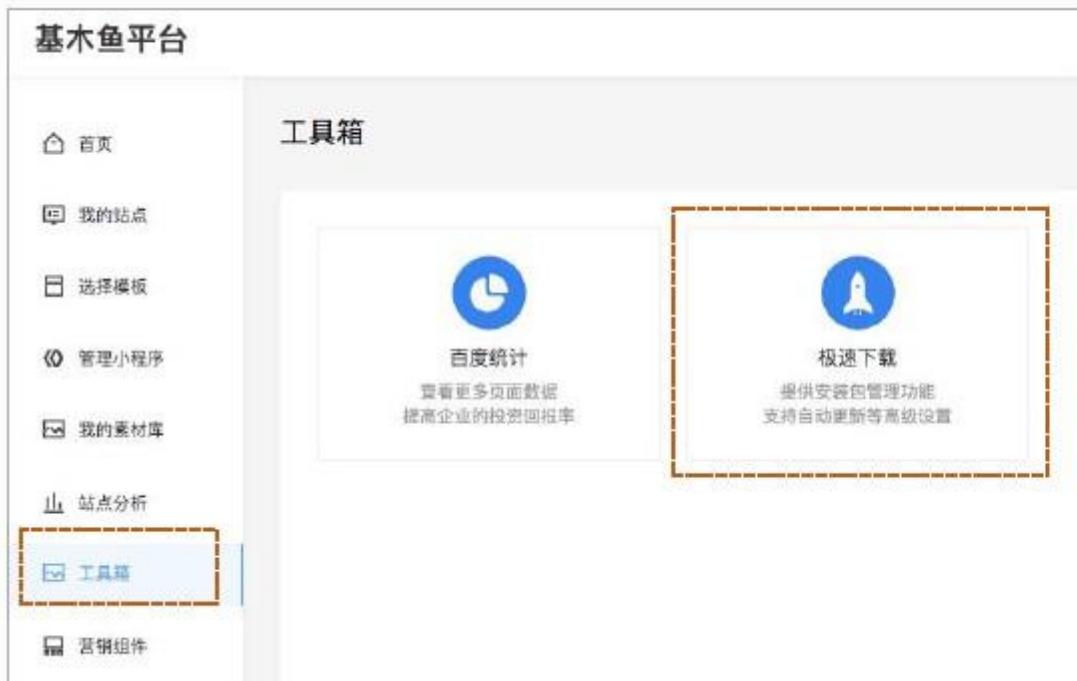 基木鱼平台
首页
我的站点
选择模板
管理小程序
我的素材库
站点分析
工具箱
营销组件
工具箱
百度统计
查看更多页面数据
提高企业的投资回报率
极速下载
提供安装包管理功能
支持自动更新等高级设置